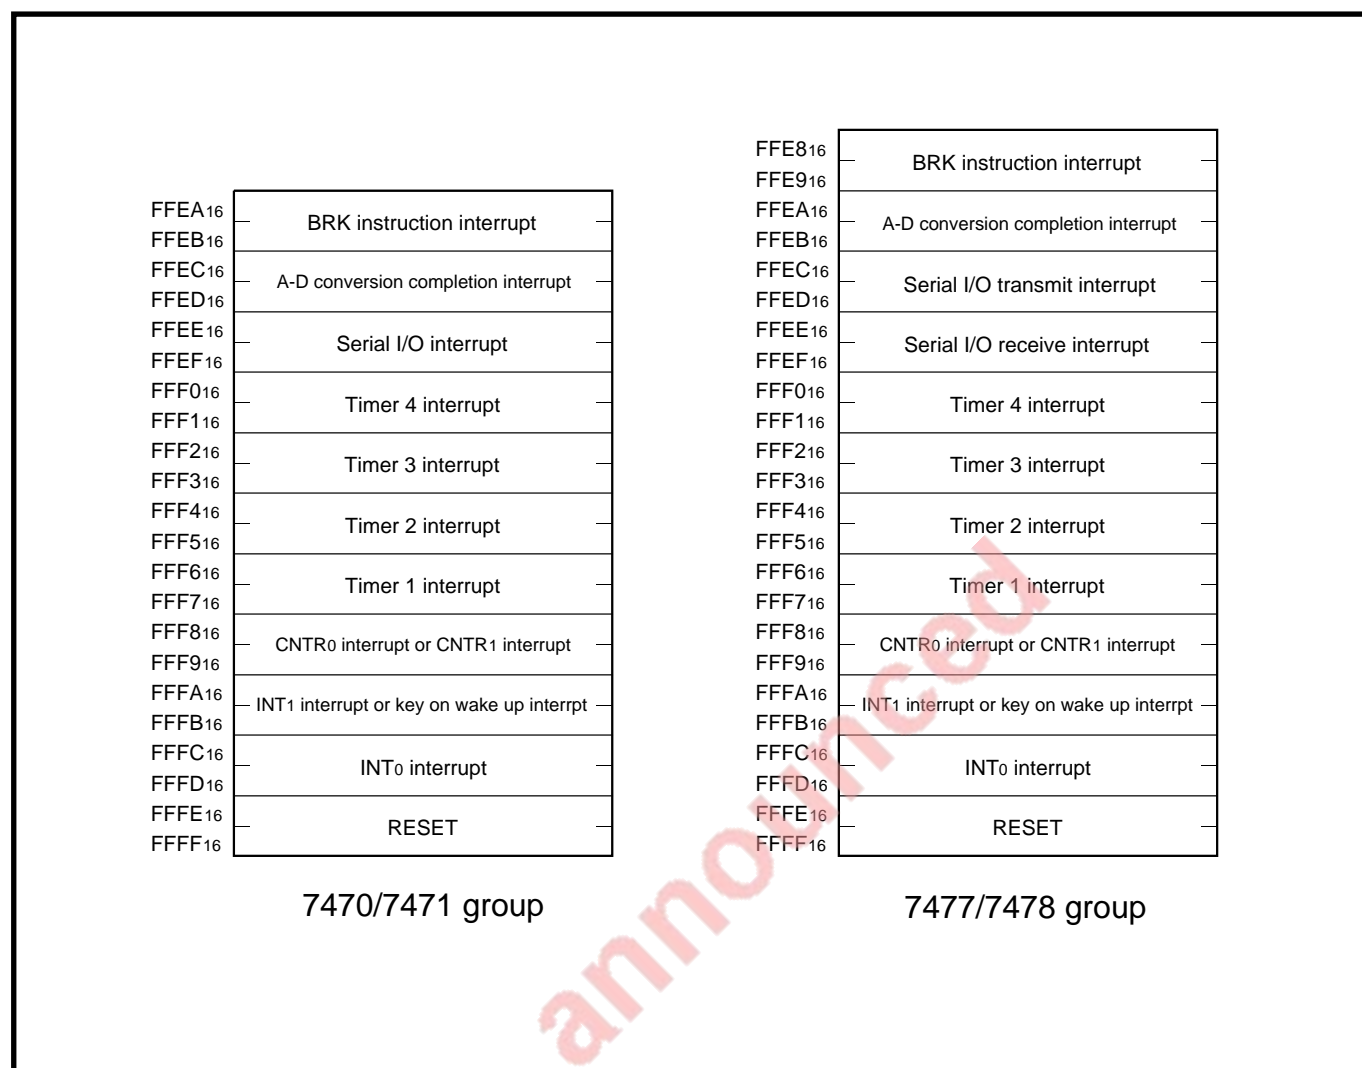 FFEA16
BRK instruction interrupt
FFEB16
FFEC16
A-D conversion completion interrupt
FFED16
FFEE16
Serial I/O interrupt
FFEF16
FFF016
Timer 4 interrupt
FFF116
FFF216
Timer 3 interrupt
FFF316
FFF416
Timer 2 interrupt
FFF516
FFF616
Timer 1 interrupt
FFF716
FFF816
CNTR0 interrupt or CNTR1 interrupt
FFF916
FFFA16
INT1 interrupt or key on wake up interrpt
FFFB16
FFFC16
INT0 interrupt
FFFD16
FFFE16
RESET
FFFF16
7470/7471 group
FFE816
BRK instruction interrupt
FFE916
FFEA16
A-D conversion completion interrupt
FFEB16
FFEC16
Serial I/O transmit interrupt
FFED16
FFEE16
Serial I/O receive interrupt
FFEF16
FFF016
Timer 4 interrupt
FFF116
FFF216
Timer 3 interrupt
FFF316
FFF416
Timer 2 interrupt
FFF516
FFF616
Timer 1 interrupt
FFF716
FFF816
CNTR0 interrupt or CNTR1 interrupt
FFF916
FFFA16
INT1 interrupt or key on wake up interrpt
FFFB16
FFFC16
INT0 interrupt
FFFD16
FFFE16
RESET
FFFF16
7477/7478 group
announced